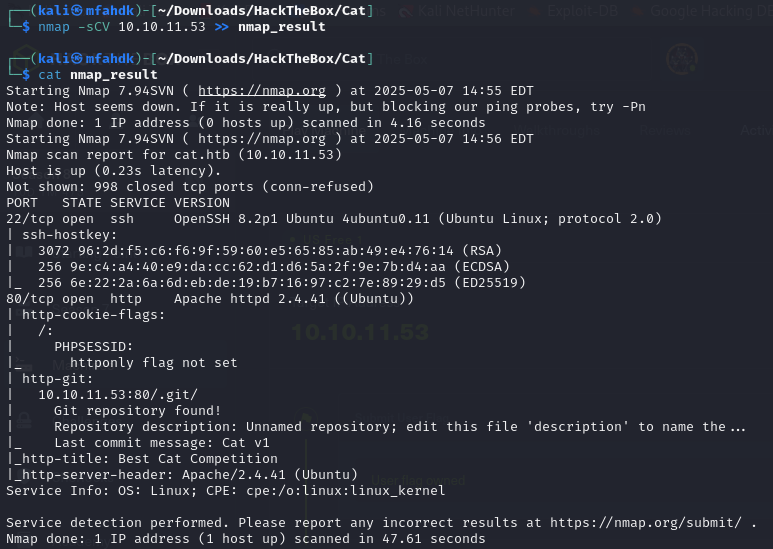 Kali NetHunter Exploit-DB Google Hacking DB
┌──(kali㉿mfahdk)-[~/Downloads/HackTheBox/Cat]
└─$ nmap -sCV 10.10.11.53 >> nmap_result
┌──(kali㉿mfahdk)-[~/Downloads/HackTheBox/Cat]
└─$ cat nmap_result
Starting Nmap 7.94SVN ( https://nmap.org ) at 2025-05-07 14:55 EDT
Note: Host seems down. If it is really up, but blocking our ping probes, try -Pn
Nmap done: 1 IP address (0 hosts up) scanned in 4.16 seconds
Starting Nmap 7.94SVN ( https://nmap.org ) at 2025-05-07 14:56 EDT
Nmap scan report for cat.htb (10.10.11.53)
Host is up (0.23s latency).
Not shown: 998 closed tcp ports (conn-refused)
PORT   STATE SERVICE VERSION
22/tcp open  ssh     OpenSSH 8.2p1 Ubuntu 4ubuntu0.11 (Ubuntu Linux; protocol 2.0)
| ssh-hostkey:
|   3072 96:2d:f5:c6:f6:9f:59:60:e5:65:85:ab:49:e4:76:14 (RSA)
|   256 9e:c4:a4:40:e9:da:cc:62:d1:d6:5a:2f:9e:7b:d4:aa (ECDSA)
|_  256 6e:22:2a:6a:6d:eb:de:19:b7:16:97:c2:7e:89:29:d5 (ED25519)
80/tcp open  http    Apache httpd 2.4.41 ((Ubuntu))
| http-cookie-flags:
|   /:
|     PHPSESSID:
|_      httponly flag not set
| http-git:
|   10.10.11.53:80/.git/
|     Git repository found!
|     Repository description: Unnamed repository; edit this file 'description' to name the...
|_    Last commit message: Cat v1
|_http-title: Best Cat Competition
|_http-server-header: Apache/2.4.41 (Ubuntu)
Service Info: OS: Linux; CPE: cpe:/o:linux:linux_kernel
Service detection performed. Please report any incorrect results at https://nmap.org/submit/ .
Nmap done: 1 IP address (1 host up) scanned in 47.61 seconds
10.10.11.53